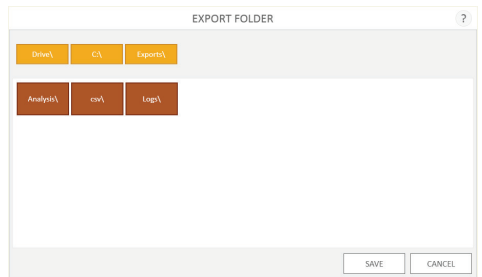 EXPORT FOLDER ?
Drive\ C:\ Exports\
Analysis\ csv\ Logs\
SAVE CANCEL